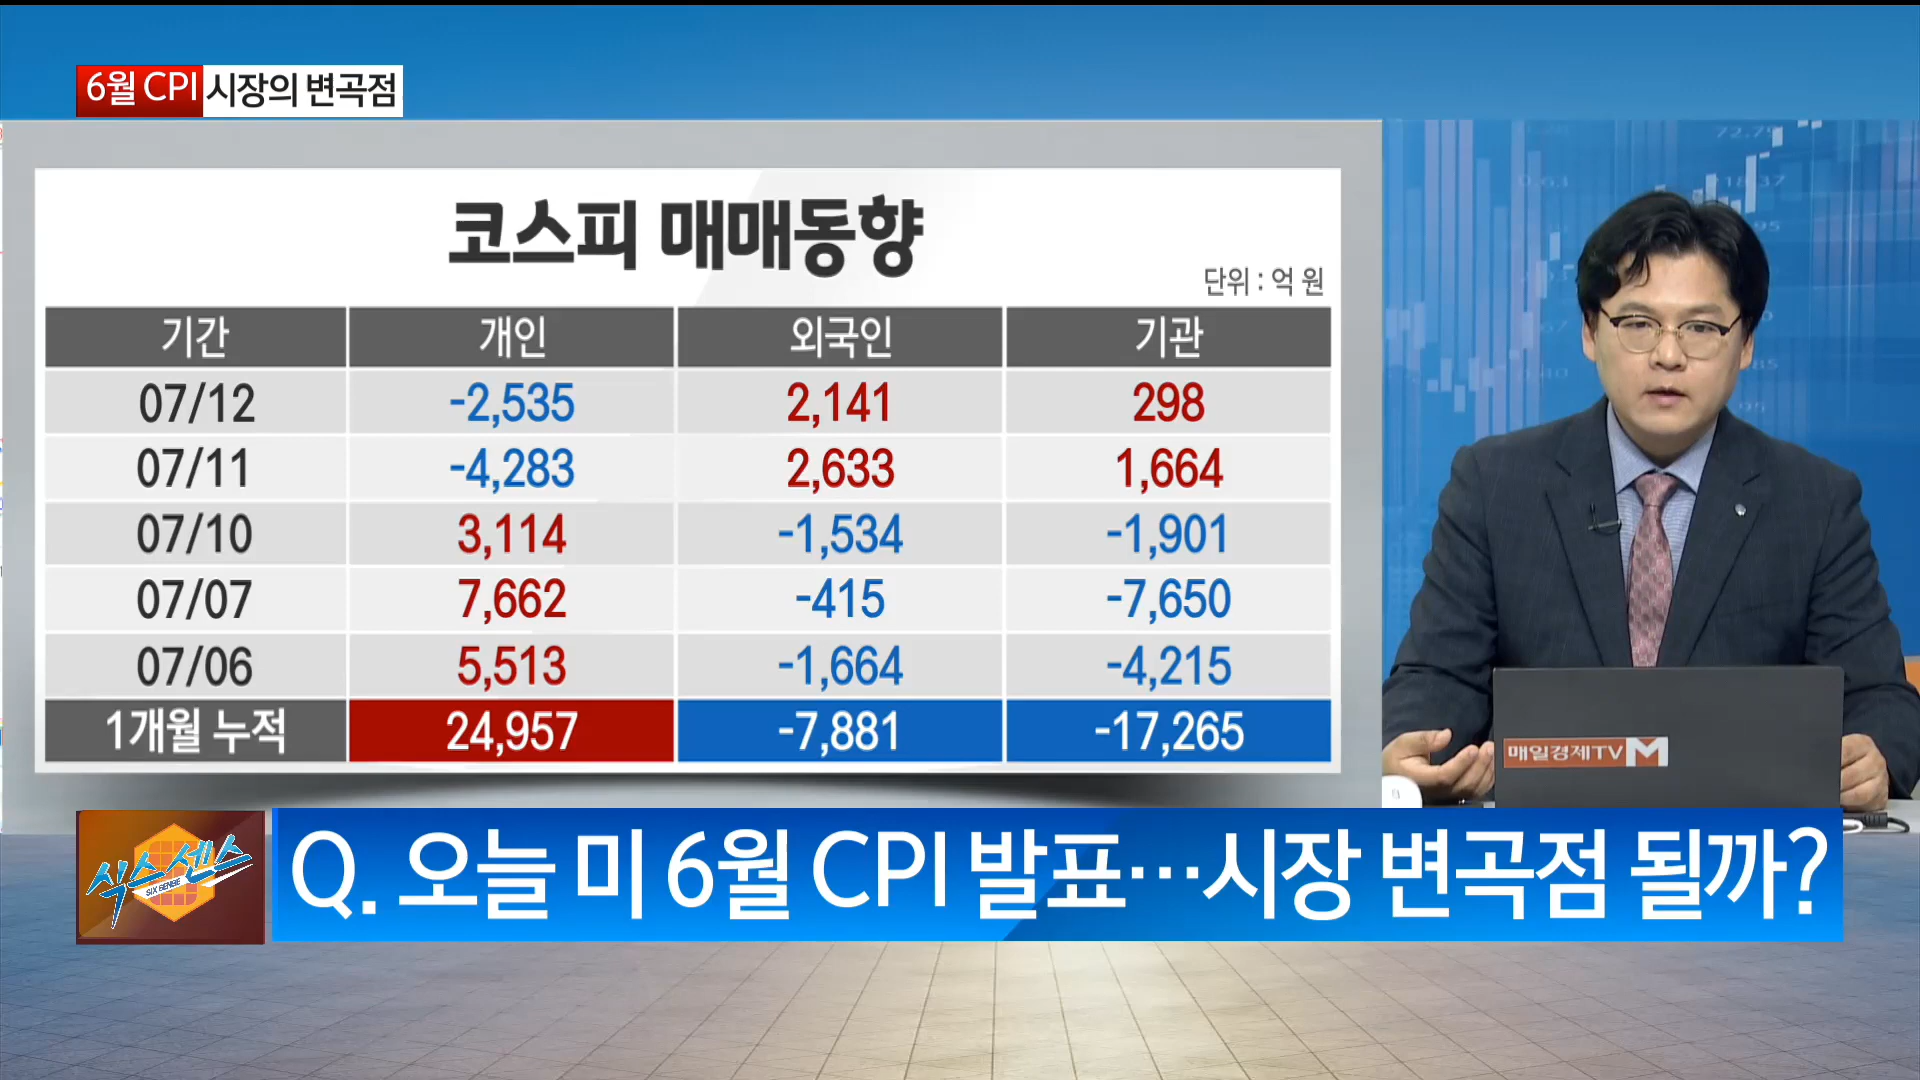 6월 CPI 시장의 변곡점
코스피 매매동향
단위 : 억 원
기간 개인 외국인 기관
07/12 -2,535 2,141 298
07/11 -4,283 2,633 1,664
07/10 3,114 -1,534 -1,901
07/07 7,662 -415 -7,650
07/06 5,513 -1,664 -4,215
1개월 누적 24,957 -7,881 -17,265
매일경제TV M
식스센스
SIX SENSE
Q. 오늘 미 6월 CPI 발표…시장 변곡점 될까?